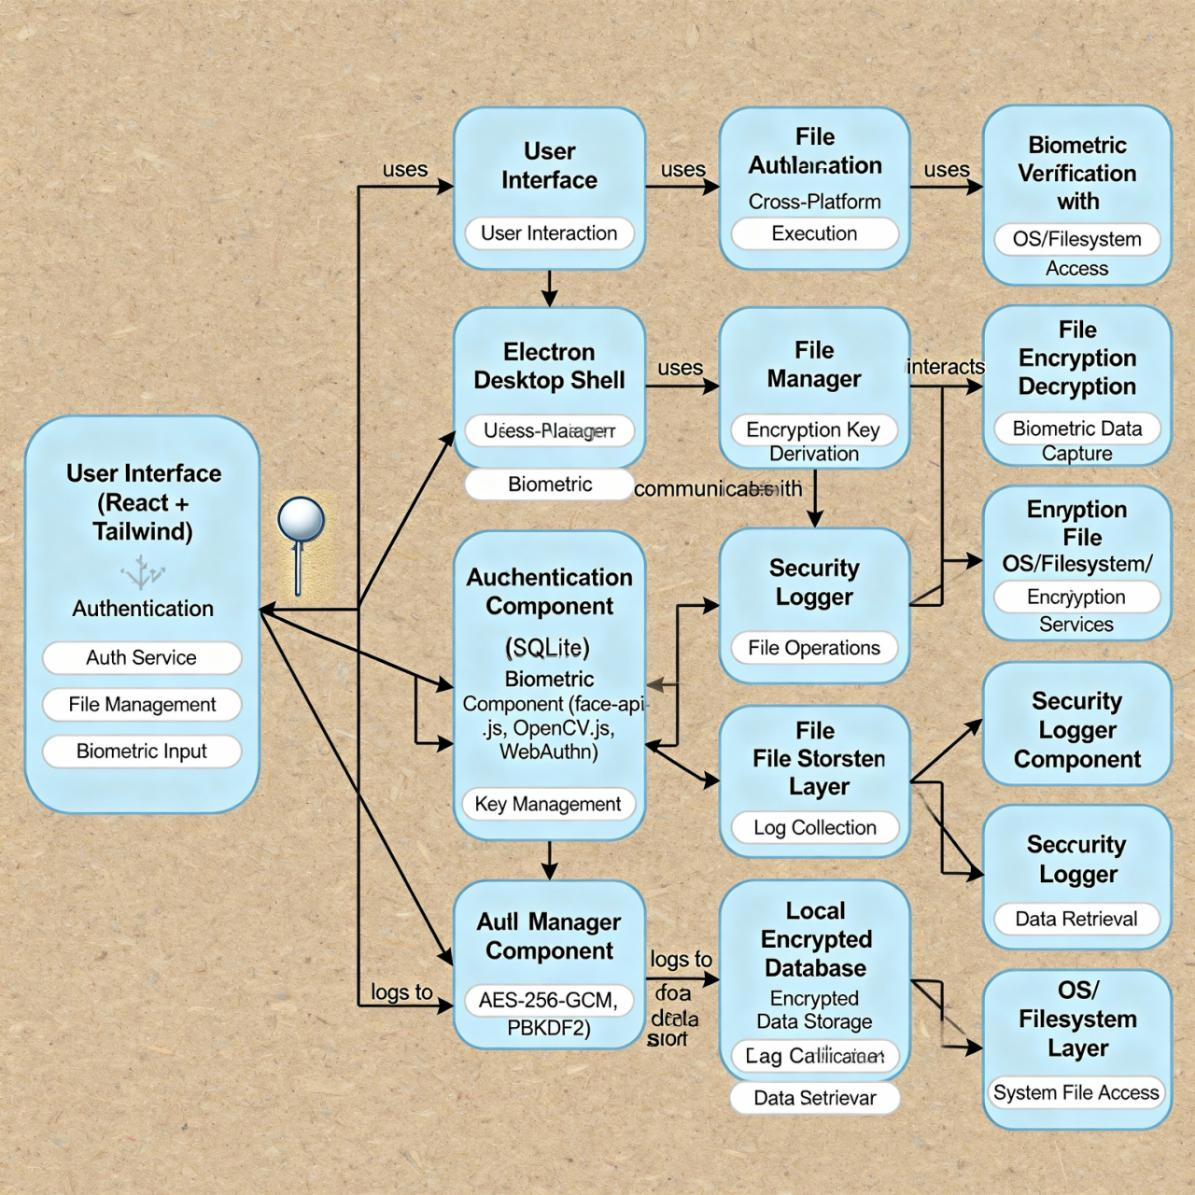 User Interface
(React +
Tailwind)
Authentication
Auth Service
File Management
Biometric Input
uses
User
Interface
User Interaction
uses
File
Cross-Platform
Execution
uses
Biometric
Verification
with
OS/Filesystem
Access
Electron
Desktop Shell
Biometric
uses
File
Manager
Encryption Key
Derivation
interacts
File
Encryption
Decryption
Biometric Data
Capture
Auchentication
Component
(SQLite)
Biometric
Component (face-api-
.js, OpenCV.js,
WebAuthn)
Key Management
Security
Logger
File Operations
Enryption
File
OS/Filesystem/
Encryyption
Services
File
File Storsten
Layer
Log Collection
Security
Logger
Component
Seccurity
Logger
Data Retrieval
logs to
Manager
Component
AES-256-GCM,
PBKDF2)
logs to
Local
Encrypted
Database
Encrypted
Data Storage
Data Setrievar
OS/
Filesystem
Layer
System File Access